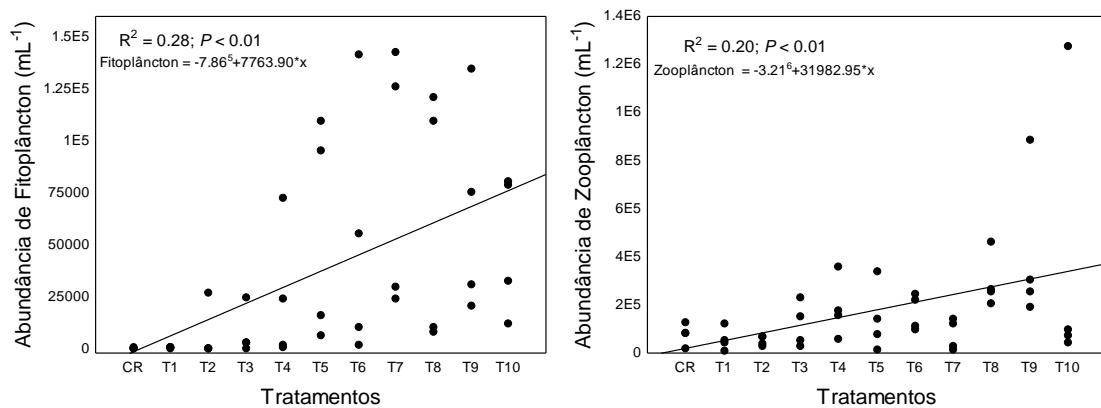 R² = 0.28; P < 0.01
Fitoplâncton = -7.86⁵+7763.90*x
Abundância de Fitoplâncton (mL⁻¹)
1.5E5
1.25E5
1E5
75000
50000
25000
0
CR T1 T2 T3 T4 T5 T6 T7 T8 T9 T10
Tratamentos
R² = 0.20; P < 0.01
Zooplâncton = -3.21⁶+31982.95*x
Abundância de Zooplâncton (mL⁻¹)
1.4E6
1.2E6
1E6
8E5
6E5
4E5
2E5
0
CR T1 T2 T3 T4 T5 T6 T7 T8 T9 T10
Tratamentos